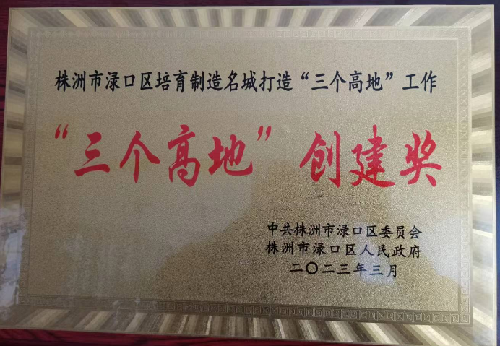 株洲市渌口区培育制造名城打造“三个高地”工作
“三个高地”创建奖
中共株洲市渌口区委员会
株洲市渌口区人民政府
二〇二三年三月